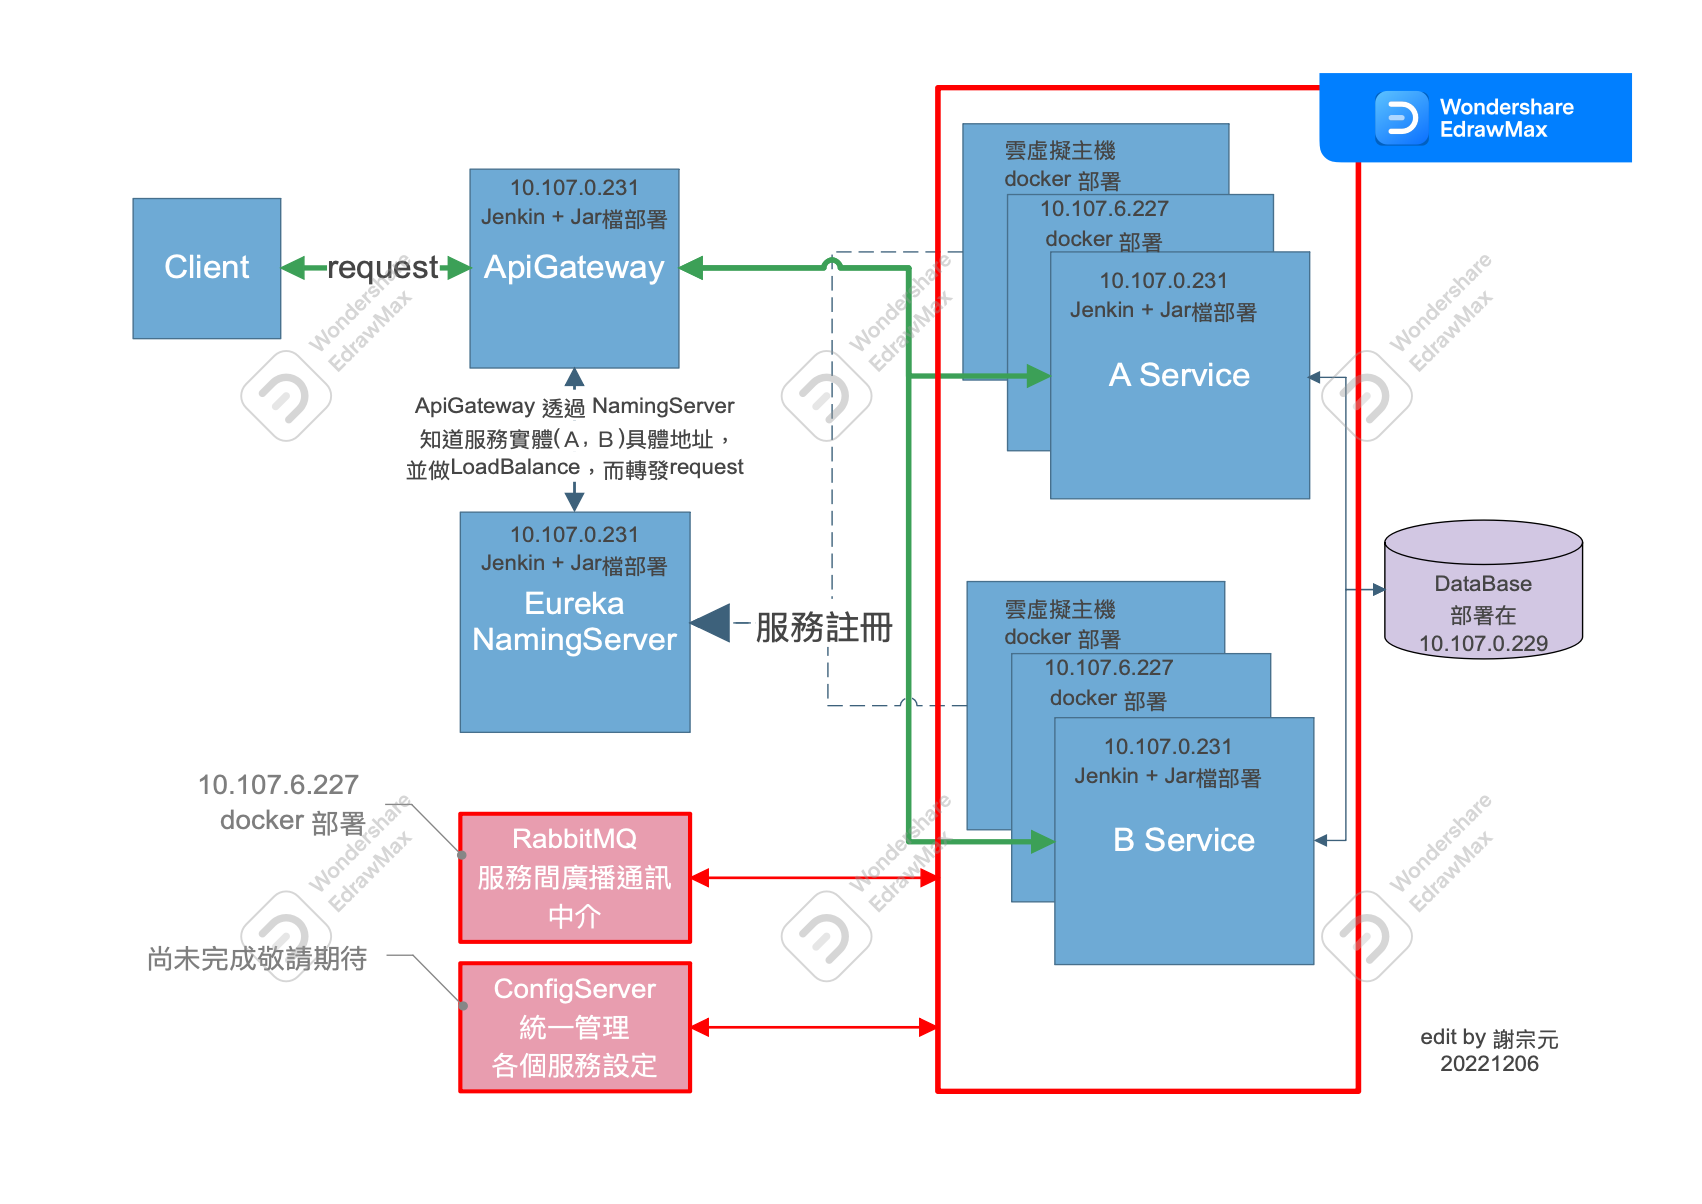 Wondershare
EdrawMax
Client
request
10.107.0.231
Jenkin + Jar檔部署
ApiGateway
ApiGateway 透過 NamingServer
知道服務實體(A, B)具體地址，
並做LoadBalance，而轉發request
10.107.0.231
Jenkin + Jar檔部署
Eureka
NamingServer
服務註冊
雲虛擬主機
docker 部署
10.107.6.227
docker 部署
10.107.0.231
Jenkin + Jar檔部署
A Service
雲虛擬主機
docker 部署
10.107.6.227
docker 部署
10.107.0.231
Jenkin + Jar檔部署
B Service
DataBase
部署在
10.107.0.229
10.107.6.227
docker 部署
RabbitMQ
服務間廣播通訊
中介
尚未完成敬請期待
ConfigServer
統一管理
各個服務設定
edit by 謝宗元
20221206
Wondershare
EdrawMax
Wondershare
EdrawMax
Wondershare
EdrawMax
Wondershare
EdrawMax
Wondershare
EdrawMax
Wondershare
EdrawMax